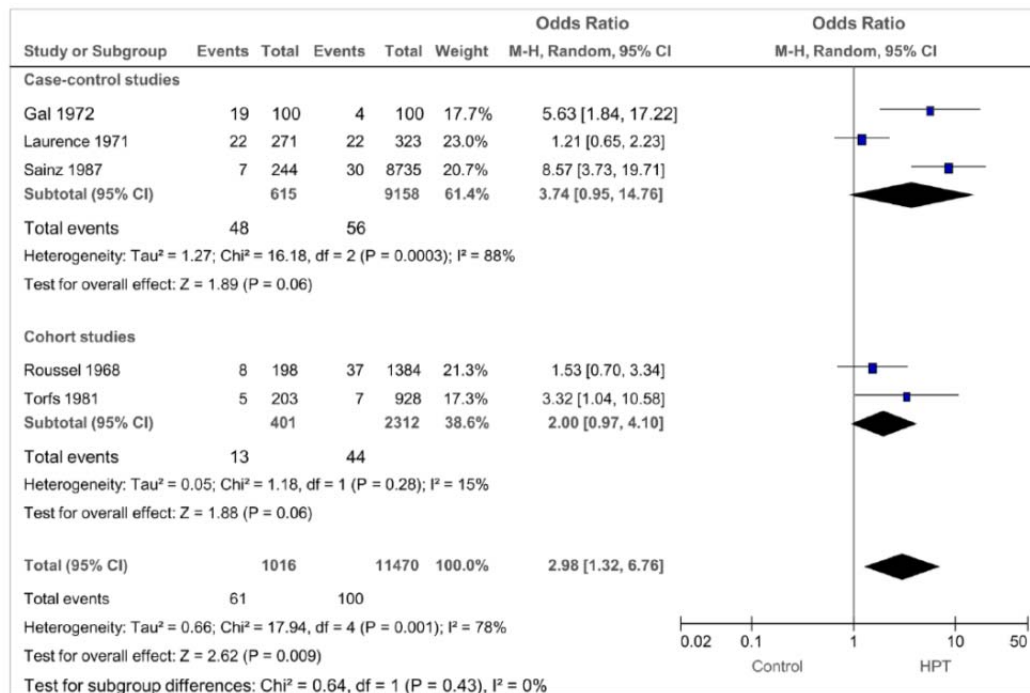 Odds Ratio Odds Ratio
Study or Subgroup Events Total Events Total Weight M-H, Random, 95% CI M-H, Random, 95% CI
Case-control studies
Gal 1972 19 100 4 100 17.7% 5.63 [1.84, 17.22]
Laurence 1971 22 271 22 323 23.0% 1.21 [0.65, 2.23]
Sainz 1987 7 244 30 8735 20.7% 8.57 [3.73, 19.71]
Subtotal (95% CI) 615 9158 61.4% 3.74 [0.95, 14.76]
Total events 48 56
Heterogeneity: Tau² = 1.27; Chi² = 16.18, df = 2 (P = 0.0003); I² = 88%
Test for overall effect: Z = 1.89 (P = 0.06)
Cohort studies
Roussel 1968 8 198 37 1384 21.3% 1.53 [0.70, 3.34]
Torfs 1981 5 203 7 928 17.3% 3.32 [1.04, 10.58]
Subtotal (95% CI) 401 2312 38.6% 2.00 [0.97, 4.10]
Total events 13 44
Heterogeneity: Tau² = 0.05; Chi² = 1.18, df = 1 (P = 0.28); I² = 15%
Test for overall effect: Z = 1.88 (P = 0.06)
Total (95% CI) 1016 11470 100.0% 2.98 [1.32, 6.76]
Total events 61 100
Heterogeneity: Tau² = 0.66; Chi² = 17.94, df = 4 (P = 0.001); I² = 78%
Test for overall effect: Z = 2.62 (P = 0.009)
Test for subgroup differences: Chi² = 0.64, df = 1 (P = 0.43), I² = 0%
0.02 0.1 1 10 50
Control HPT